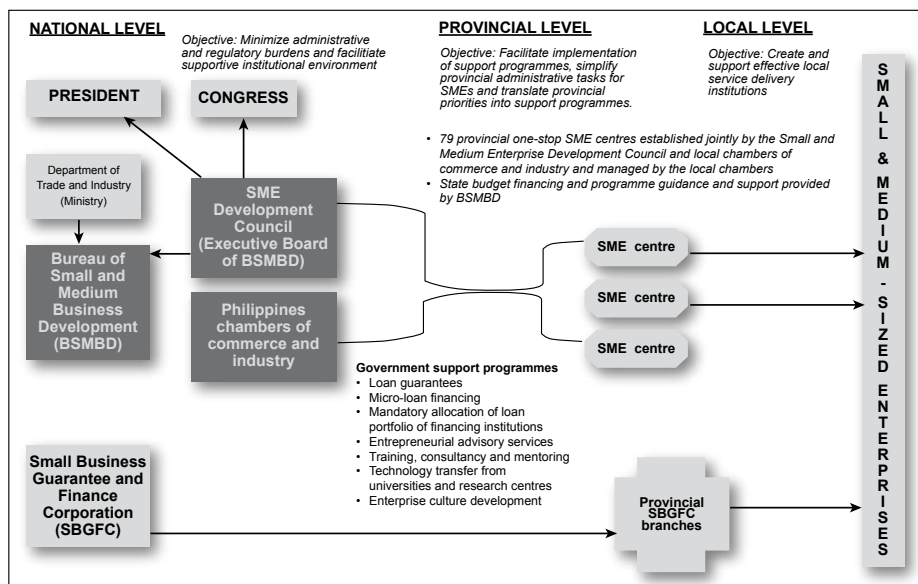 NATIONAL LEVEL
Objective: Minimize administrative
and regulatory burdens and facilitiate
supportive institutional environment
PROVINCIAL LEVEL
Objective: Facilitate implementation
of support programmes, simplify
provincial administrative tasks for
SMEs and translate provincial
priorities into support programmes.
LOCAL LEVEL
Objective: Create and
support effective local
service delivery
institutions
PRESIDENT
CONGRESS
• 79 provincial one-stop SME centres established jointly by the Small and
Medium Enterprise Development Council and local chambers of
commerce and industry and managed by the local chambers
• State budget financing and programme guidance and support provided
by BSMBD
Department of
Trade and Industry
(Ministry)
SME
Development
Council
(Executive Board
of BSMBD)
Bureau of
Small and
Medium
Business
Development
(BSMBD)
Philippines
chambers of
commerce and
industry
SME centre
SME centre
SME centre
Government support programmes
• Loan guarantees
• Micro-loan financing
• Mandatory allocation of loan
portfolio of financing institutions
• Entrepreneurial advisory services
• Training, consultancy and mentoring
• Technology transfer from
universities and research centres
• Enterprise culture development
Small Business
Guarantee and
Finance
Corporation
(SBGFC)
Provincial
SBGFC
branches
SMALL & MEDIUM - SIZED ENTERPRISES